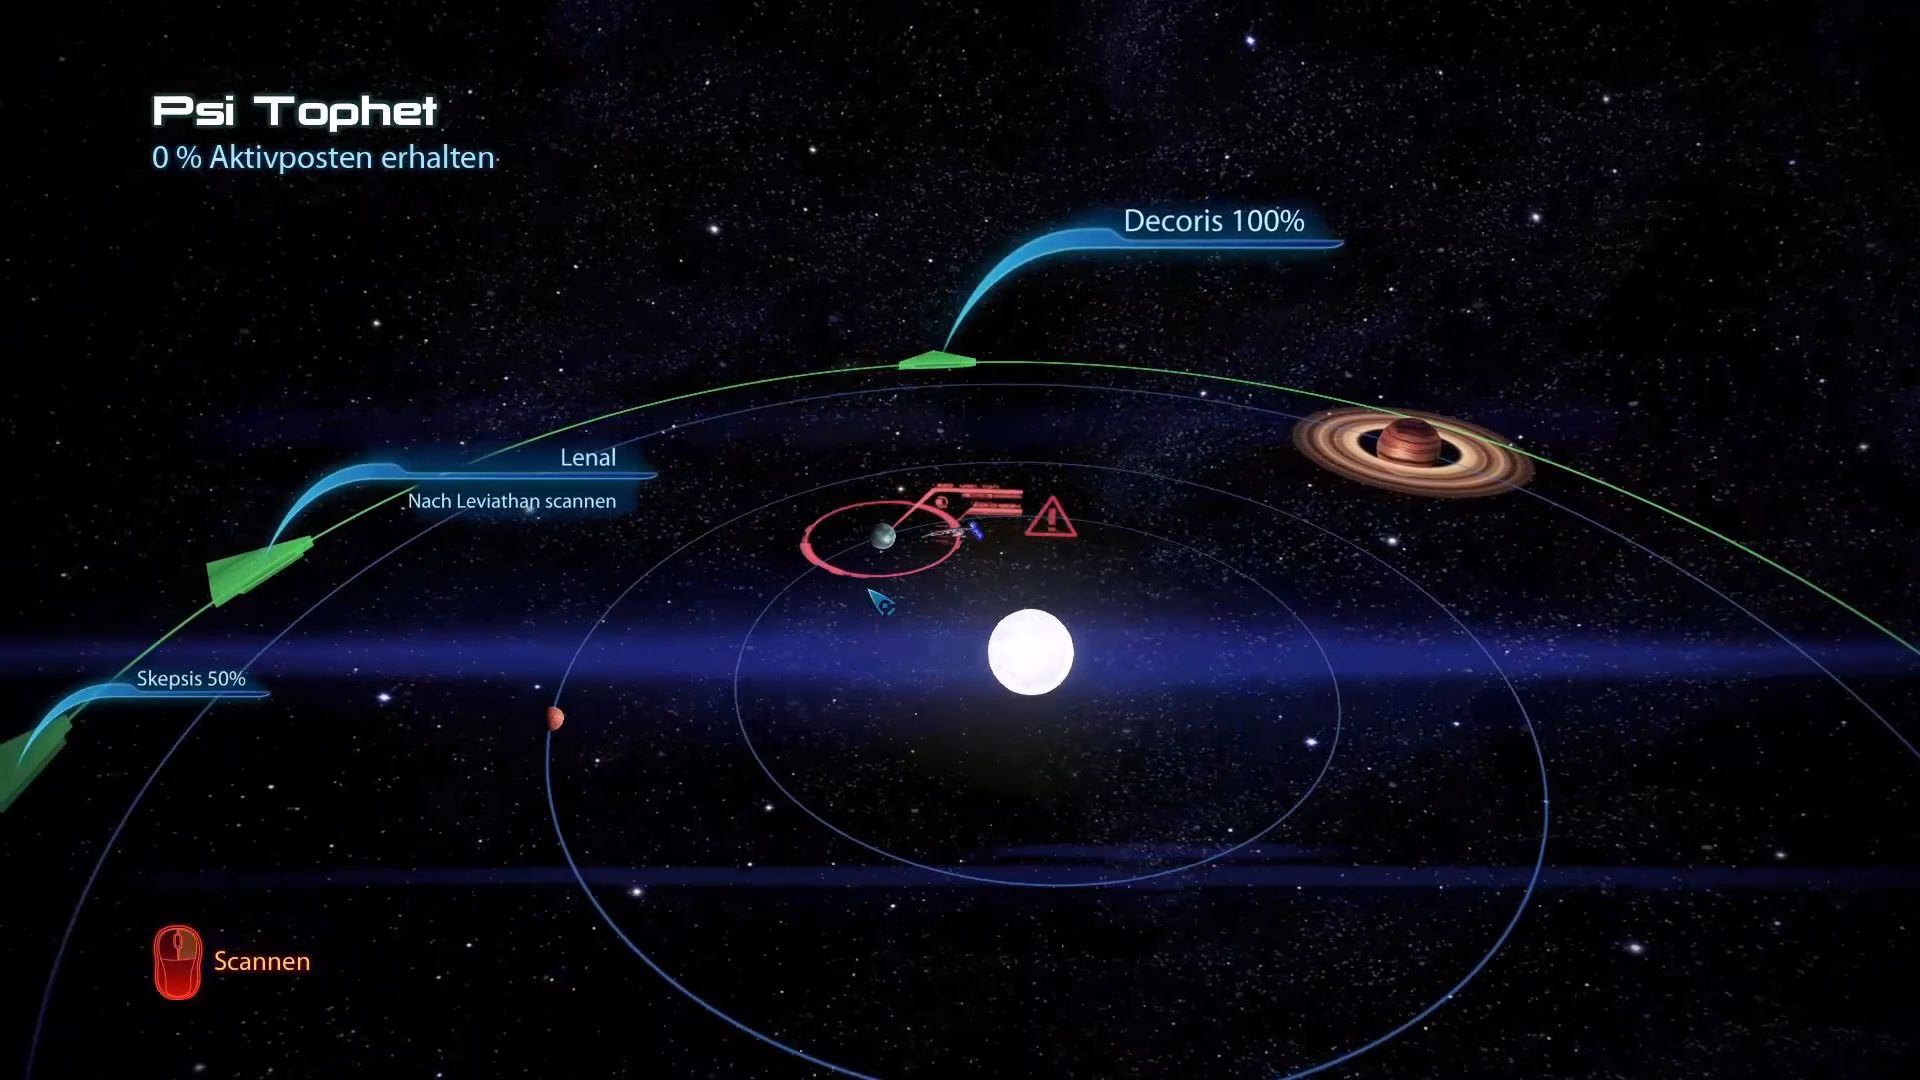 Psi Tophet
0 % Aktivposten erhalten
Decoris 100%
Lenal
Nach Leviathan scannen
Skepsis 50%
Scannen